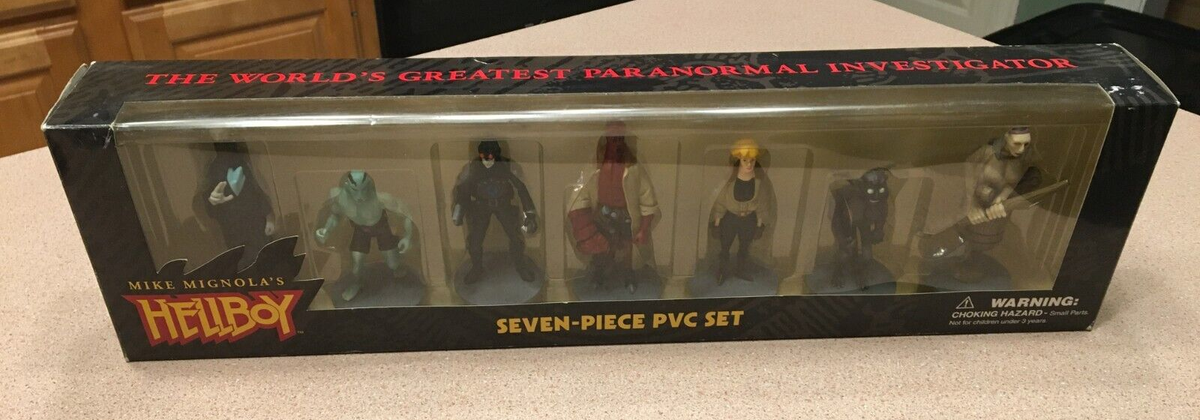 THE WORLD'S GREATEST PARANORMAL INVESTIGATOR
MIKE MIGNOLA'S
HELLBOY™
SEVEN-PIECE PVC SET
WARNING:
CHOKING HAZARD - Small Parts
Not for children under 3 years